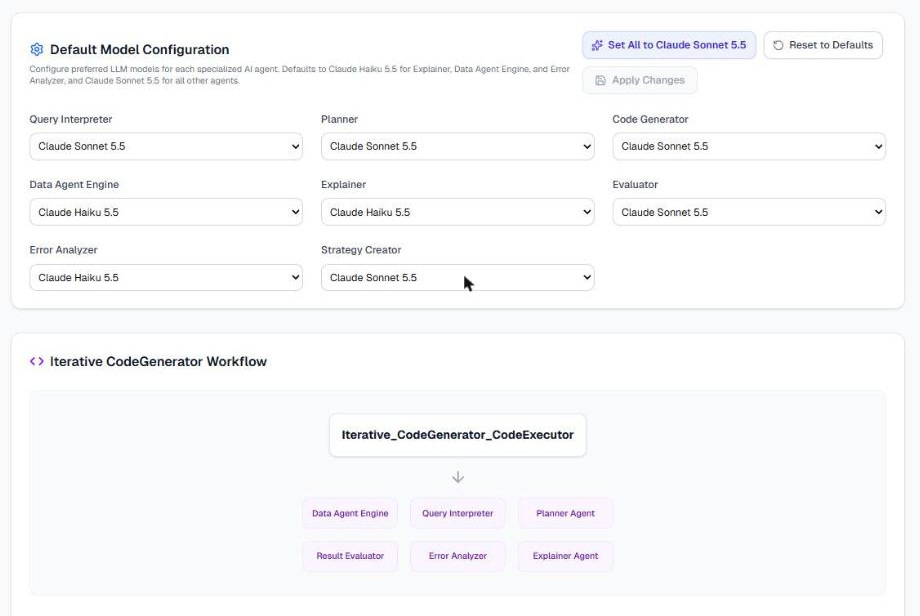 Default Model Configuration
Set All to Claude Sonnet 5.5
Reset to Defaults
Configure preferred LLM models for each specialized AI agent. Defaults to Claude Haiku 5.5 for Explainer, Data Agent Engine, and Error
Analyzer, and Claude Sonnet 5.5 for all other agents.
Apply Changes
Query Interpreter
Planner
Code Generator
Claude Sonnet 5.5
Claude Sonnet 5.5
Claude Sonnet 5.5
Data Agent Engine
Explainer
Evaluator
Claude Haiku 5.5
Claude Haiku 5.5
Claude Sonnet 5.5
Error Analyzer
Strategy Creator
Claude Haiku 5.5
Claude Sonnet 5.5
Iterative CodeGenerator Workflow
Iterative_CodeGenerator_CodeExecutor
Data Agent Engine
Query Interpreter
Planner Agent
Result Evaluator
Error Analyzer
Explainer Agent